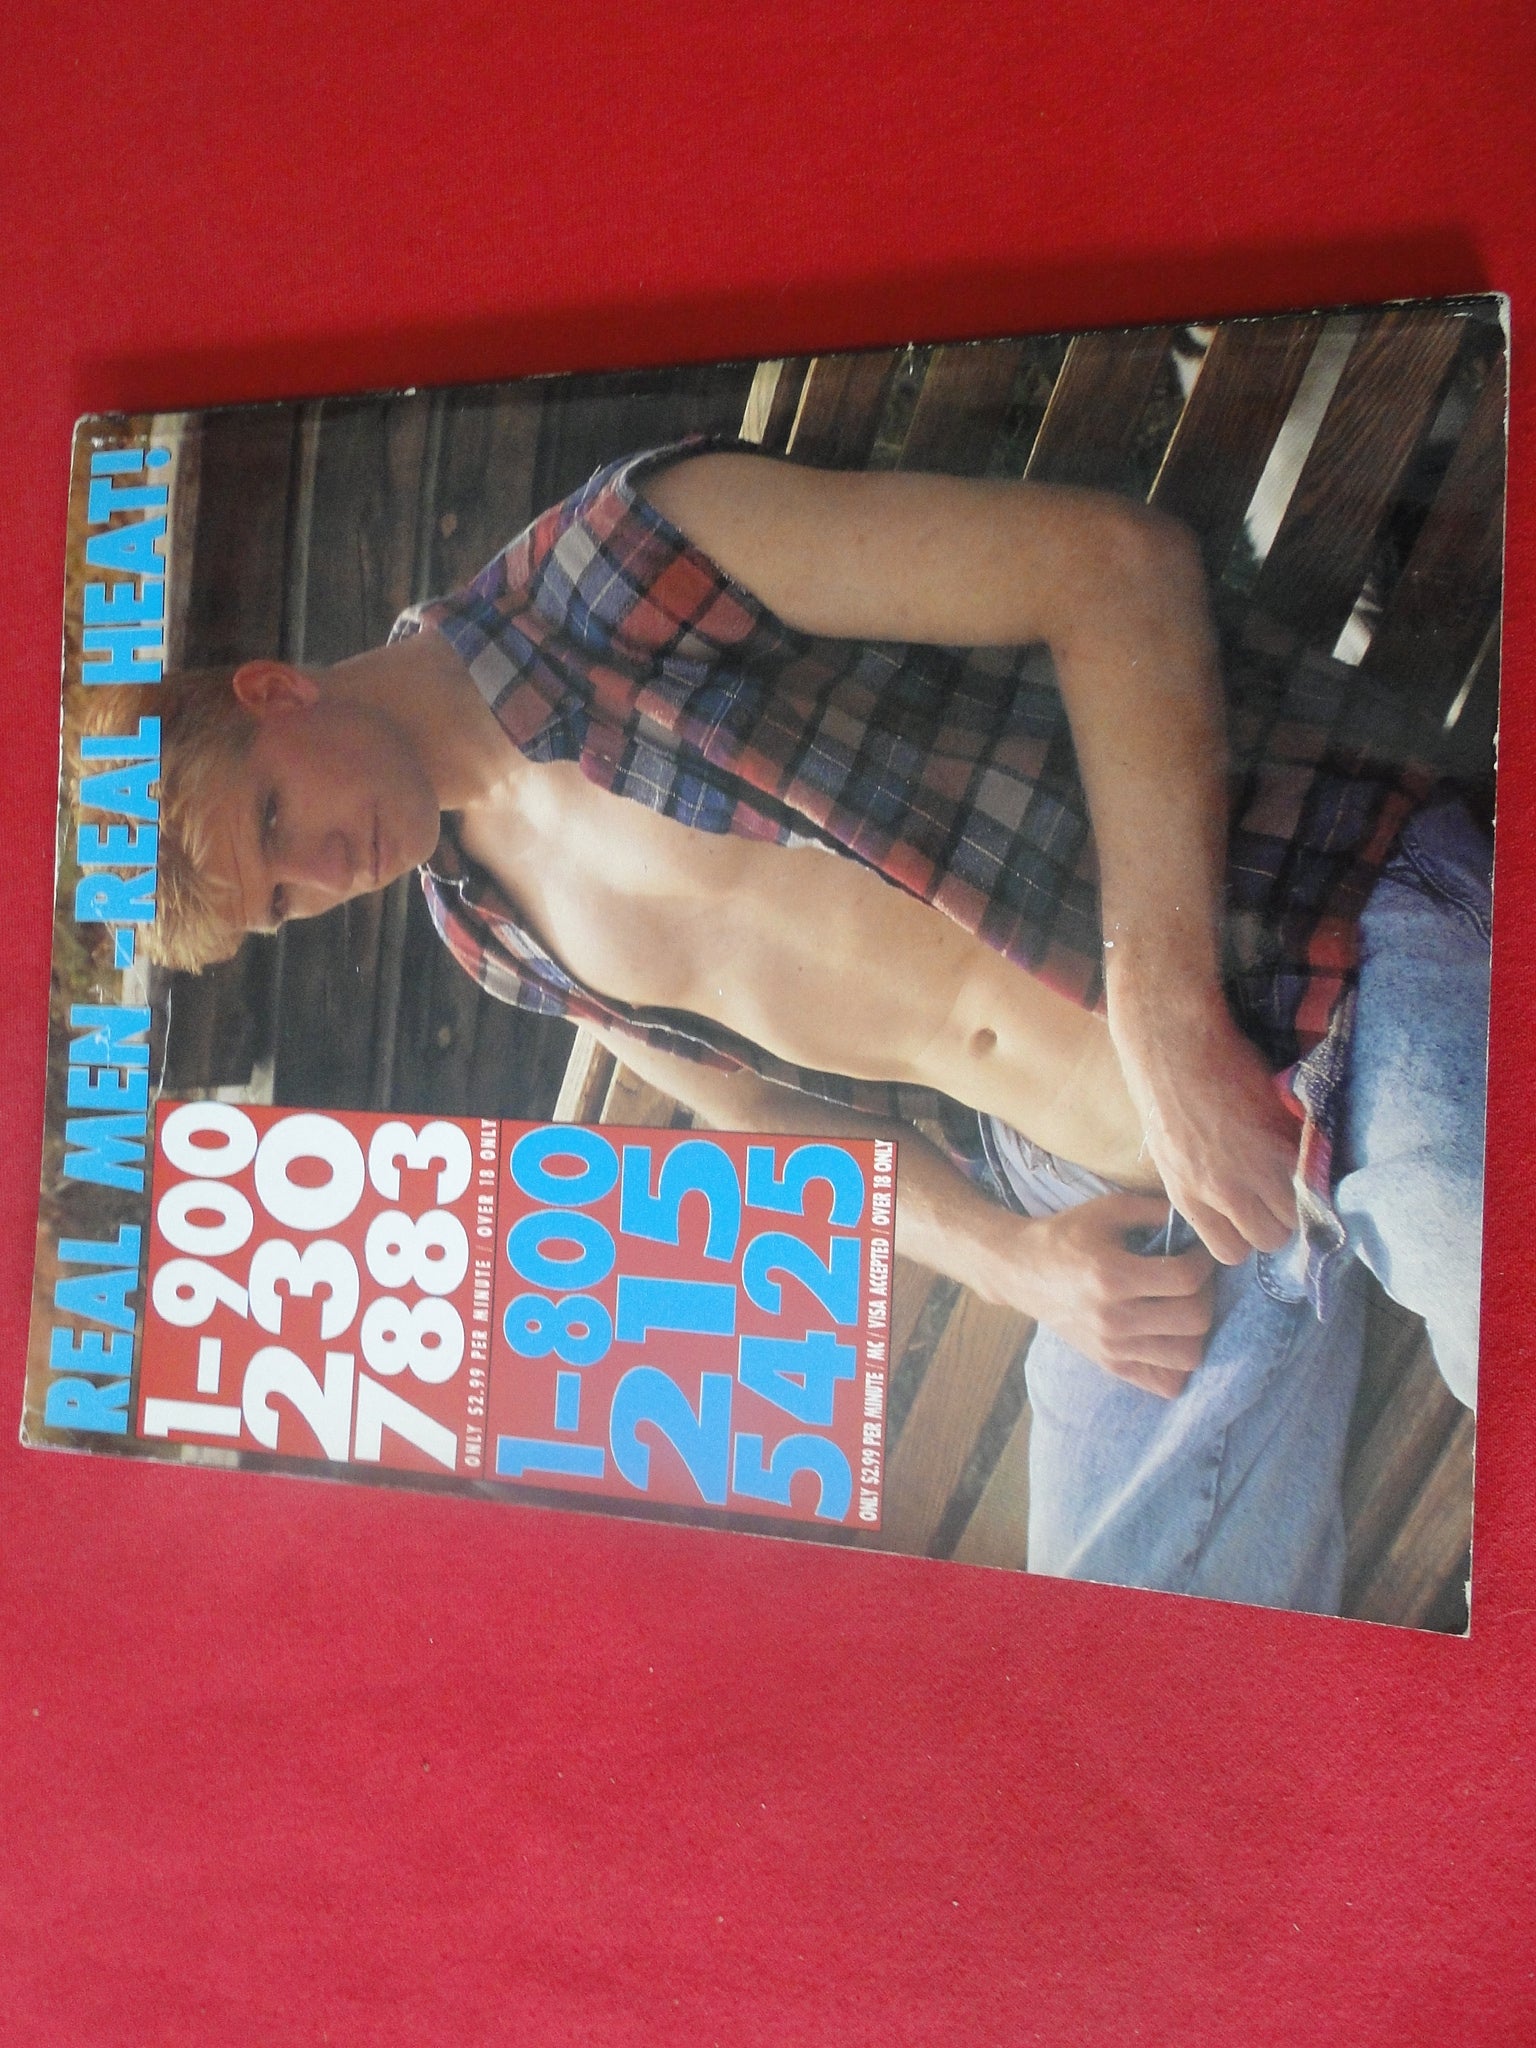 REAL MEN - REAL HEAT!
1-900
230
7883
ONLY $2.99 PER MINUTE / OVER 18 ONLY
1-800
215
5425
ONLY $2.99 PER MINUTE / MC / VISA ACCEPTED / OVER 18 ONLY